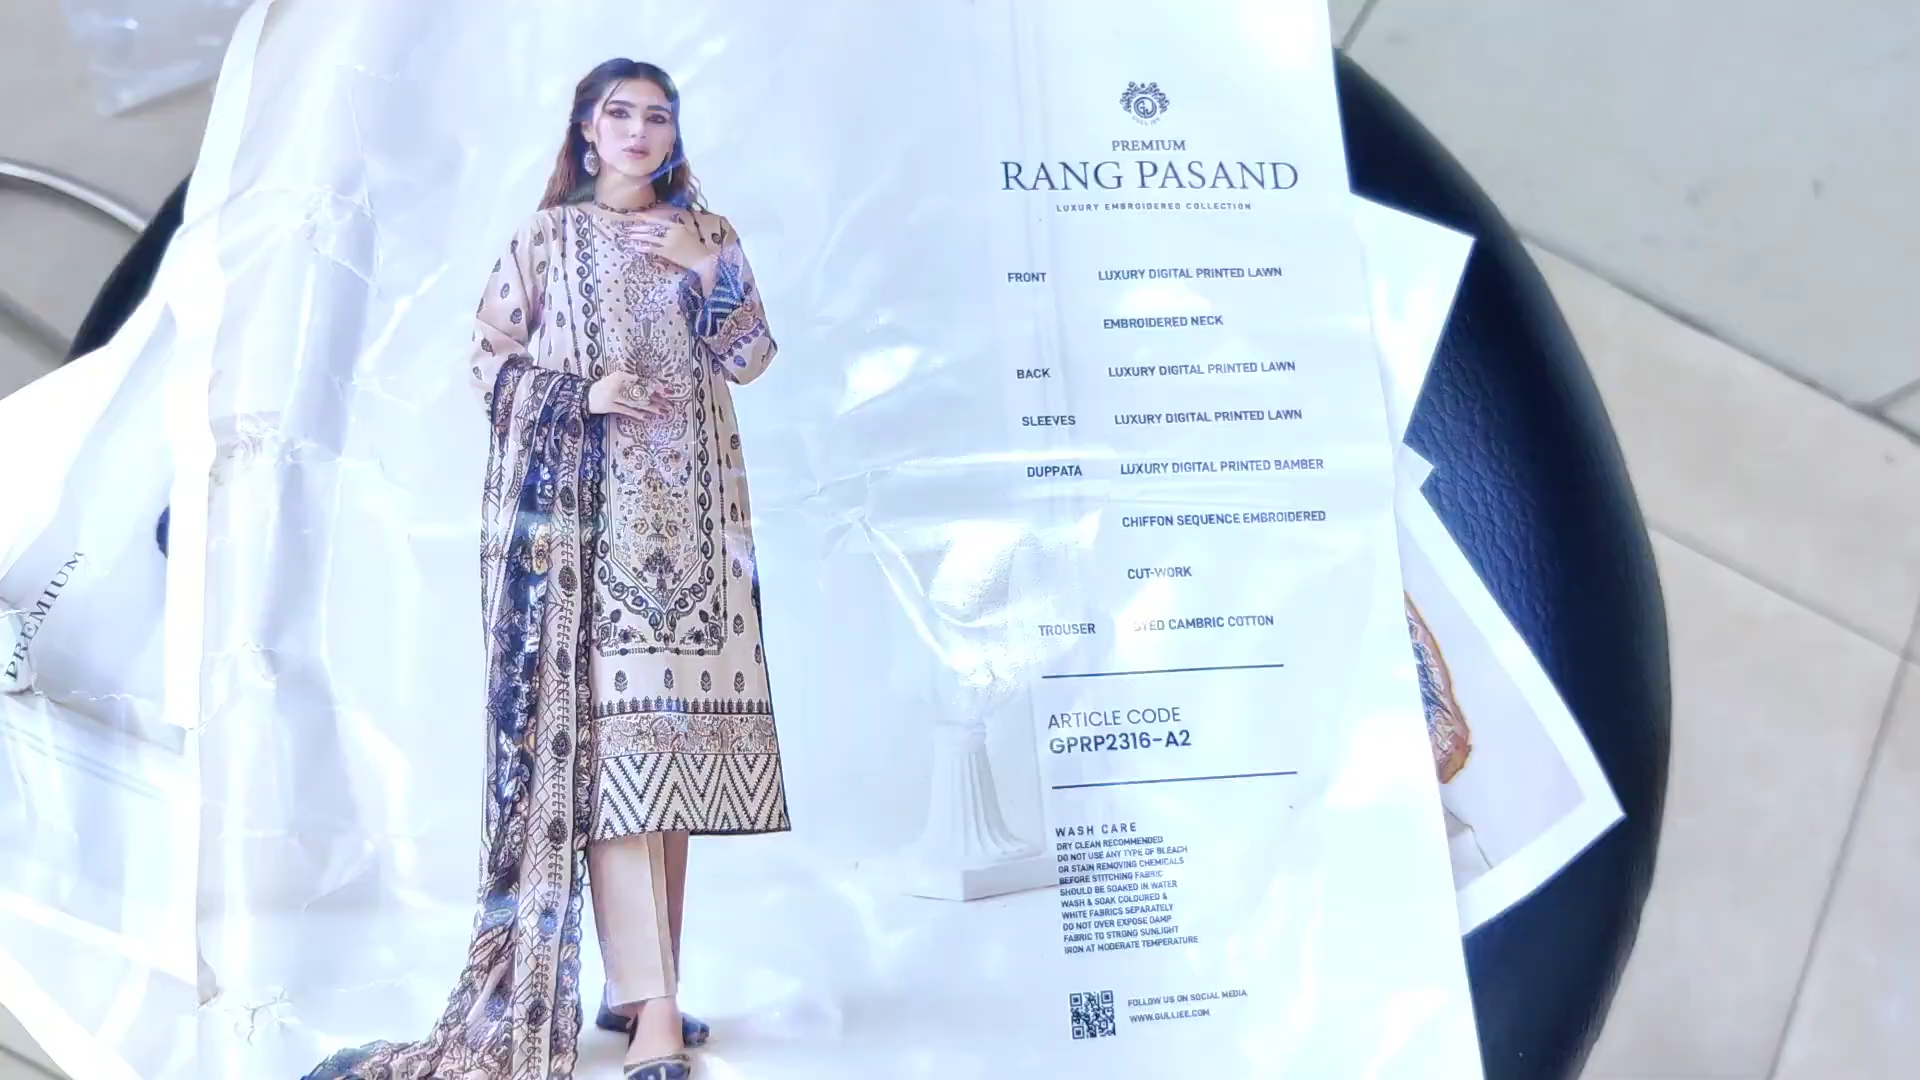 PREMIUM
RANG PASAND
LUXURY EMBROIDERED COLLECTION
FRONT LUXURY DIGITAL PRINTED LAWN
EMBROIDERED NECK
BACK LUXURY DIGITAL PRINTED LAWN
SLEEVES LUXURY DIGITAL PRINTED LAWN
DUPPATA LUXURY DIGITAL PRINTED BAMBER
CHIFFON SEQUENCE EMBROIDERED
CUT-WORK
TROUSER DYED CAMBRIC COTTON
ARTICLE CODE
GPRP2316-A2
WASH CARE
DRY CLEAN RECOMMENDED
DO NOT USE ANY TYPE OF BLEACH
OR STAIN REMOVING CHEMICALS
BEFORE STITCHING FABRIC
SHOULD BE SOAKED IN WATER
WASH & SOAK COLOURED &
WHITE FABRICS SEPARATELY
DO NOT OVER EXPOSE DAMP
FABRIC TO STRONG SUNLIGHT
IRON AT MODERATE TEMPERATURE
FOLLOW US ON SOCIAL MEDIA
WWW.GULLJEE.COM
PREMIUM